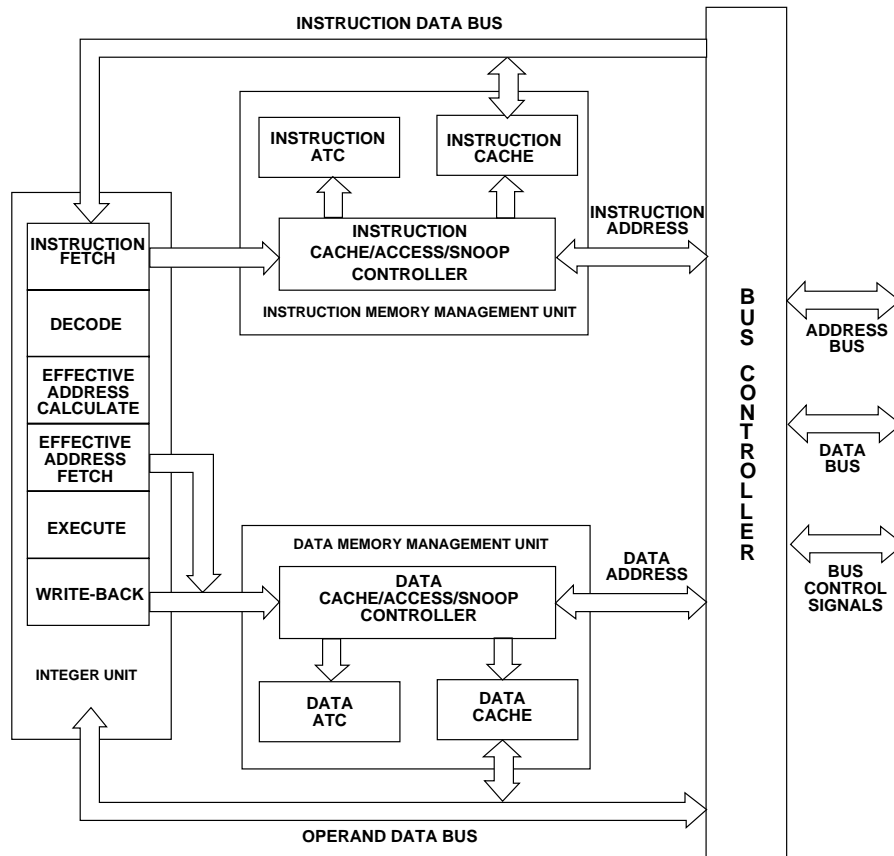 INSTRUCTION DATA BUS
INSTRUCTION
ATC
INSTRUCTION
CACHE
INSTRUCTION
CACHE/ACCESS/SNOOP
CONTROLLER
INSTRUCTION MEMORY MANAGEMENT UNIT
INSTRUCTION
ADDRESS
INSTRUCTION
FETCH
DECODE
EFFECTIVE
ADDRESS
CALCULATE
EFFECTIVE
ADDRESS
FETCH
EXECUTE
WRITE-BACK
INTEGER UNIT
DATA MEMORY MANAGEMENT UNIT
DATA
CACHE/ACCESS/SNOOP
CONTROLLER
DATA
ATC
DATA
CACHE
DATA
ADDRESS
OPERAND DATA BUS
BUS CONTROLLER
ADDRESS
BUS
DATA
BUS
BUS
CONTROL
SIGNALS